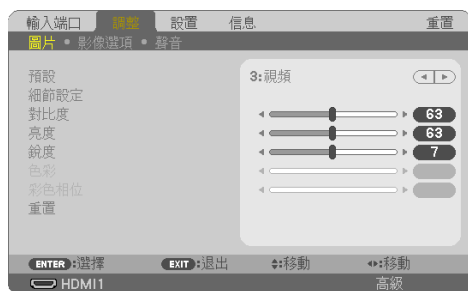 輸入端口 調整 設置 信息 重置
圖片 • 影像選項 • 聲音
預設 3:視頻
細節設定
對比度 63
亮度 63
銳度 7
色彩
彩色相位
重置
ENTER:選擇 EXIT:退出 :移動 :移動
HDMI1 高級